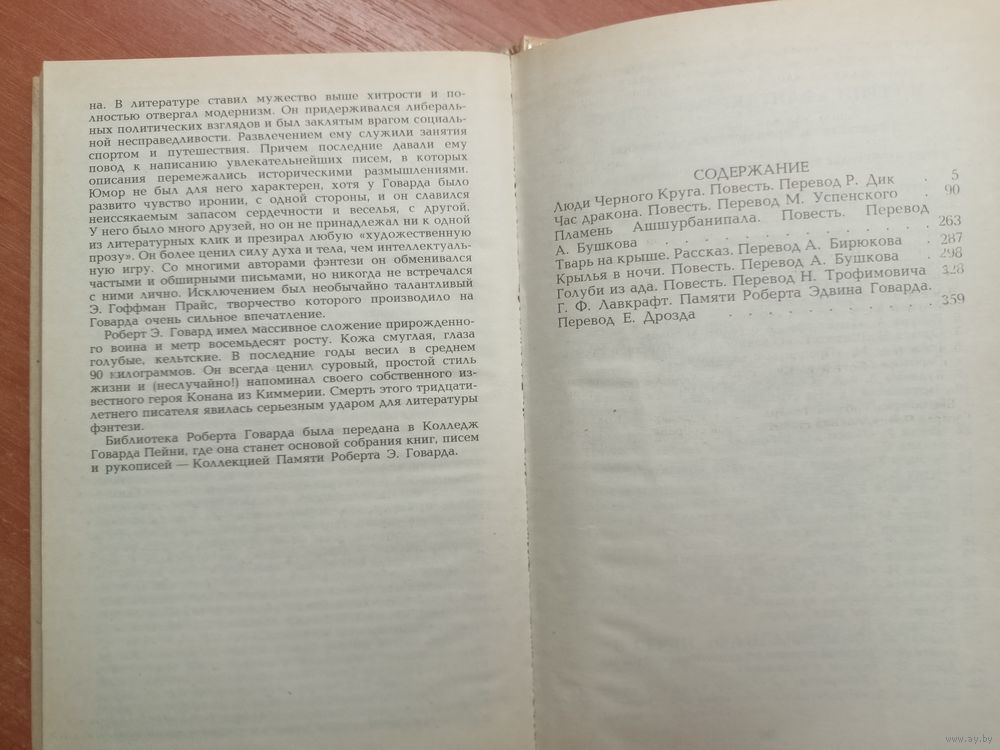 на. В литературе ставил мужество выше хитрости и по-
лностью отвергал модернизм. Он придерживался либераль-
ных политических взглядов и был заклятым врагом социаль-
ной несправедливости. Развлечением ему служили занятия
спортом и путешествия. Причем последние давали ему
повод к написанию увлекательнейших писем, в которых
описания перемежались историческими размышлениями.
Юмор не был для него характерен, хотя у Говарда было
развито чувство иронии, с одной стороны, и он славился
неиссякаемым запасом сердечности и веселья, с другой.
У него было много друзей, но он не принадлежал ни к одной
из литературных клик и презирал любую «художественную
прозу». Он более ценил силу духа и тела, чем интеллектуаль-
ную игру. Со многими авторами фэнтези он обменивался
частыми и обширными письмами, но никогда не встречался
с ними лично. Исключением был необычайно талантливый
Э. Гоффман Прайс, творчество которого производило на
Говарда очень сильное впечатление.
Роберт Э. Говард имел массивное сложение прирожденно-
го воина и метр восемьдесят росту. Кожа смуглая, глаза
голубые, кельтские. В последние годы весил в среднем
90 килограммов. Он всегда ценил суровый, простой стиль
жизни и (неслучайно!) напоминал своего собственного из-
вестного героя Конана из Киммерии. Смерть этого тридцати-
летнего писателя явилась серьезным ударом для литературы
фэнтези.
Библиотека Роберта Говарда была передана в Колледж
Говарда Пейни, где она станет основой собрания книг, писем
и рукописей — Коллекцией Памяти Роберта Э. Говарда.
СОДЕРЖАНИЕ
Люди Черного Круга. Повесть. Перевод Р. Дик . 5
Час дракона. Повесть. Перевод М. Успенского . 90
Пламень Ашшурбанипала. Повесть. Перевод
А. Бушкова . . . . . . . . . . . 263
Тварь на крыше. Рассказ. Перевод А. Бирюкова . 287
Крылья в ночи. Повесть. Перевод А. Бушкова . 298
Голуби из ада. Повесть. Перевод Н. Трофимовича 328
Г. Ф. Лавкрафт. Памяти Роберта Эдвина Говарда.
Перевод Е. Дрозда . . . . . . . . . 359
www.ay.by